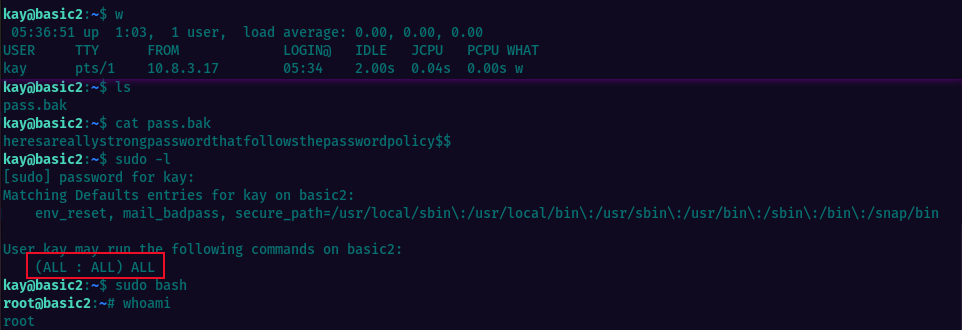 kay@basic2:~$ w
 05:36:51 up  1:03,  1 user,  load average: 0.00, 0.00, 0.00
USER     TTY      FROM             LOGIN@   IDLE   JCPU   PCPU WHAT
kay      pts/1    10.8.3.17        05:34    2.00s  0.04s  0.00s w
kay@basic2:~$ ls
pass.bak
kay@basic2:~$ cat pass.bak
heresareallystrongpasswordthatfollowsthepasswordpolicy$$
kay@basic2:~$ sudo -l
[sudo] password for kay:
Matching Defaults entries for kay on basic2:
    env_reset, mail_badpass, secure_path=/usr/local/sbin\:/usr/local/bin\:/usr/sbin\:/usr/bin\:/sbin\:/bin\:/snap/bin
User kay may run the following commands on basic2:
    (ALL : ALL) ALL
kay@basic2:~$ sudo bash
root@basic2:~# whoami
root